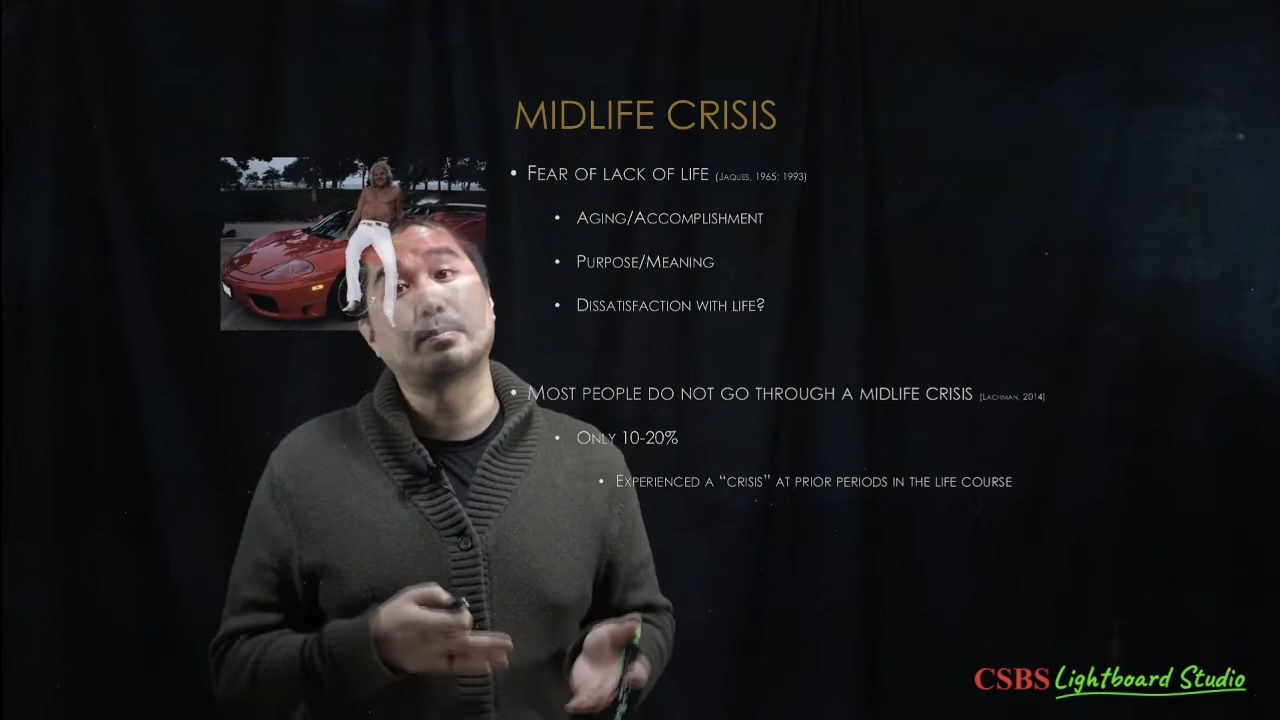 MIDLIFE CRISIS
• FEAR OF LACK OF LIFE (JAQUES, 1965; 1993)
• AGING/ACCOMPLISHMENT
• PURPOSE/MEANING
• DISSATISFACTION WITH LIFE?
• MOST PEOPLE DO NOT GO THROUGH A MIDLIFE CRISIS (LACHMAN, 2014)
• ONLY 10-20%
• EXPERIENCED A “CRISIS” AT PRIOR PERIODS IN THE LIFE COURSE
CSBS Lightboard Studio